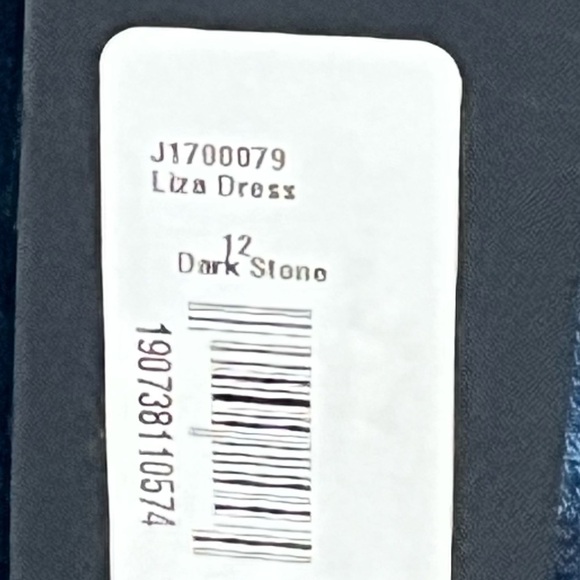 J1700079
Liza Dress
12
Dark Stone
190738110574